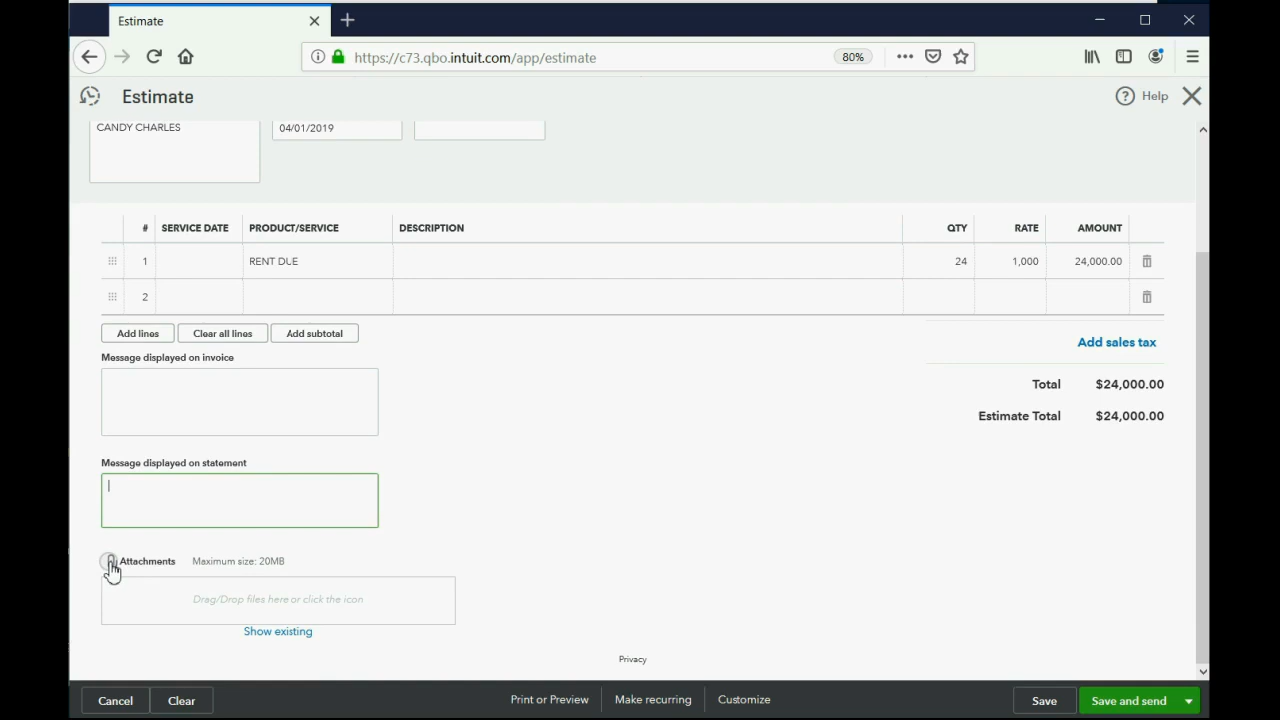 Estimate
https://c73.qbo.intuit.com/app/estimate 80%
Estimate Help
CANDY CHARLES 04/01/2019
# SERVICE DATE PRODUCT/SERVICE DESCRIPTION QTY RATE AMOUNT
1 RENT DUE 24 1,000 24,000.00
2
Add lines Clear all lines Add subtotal
Add sales tax
Message displayed on invoice
Total $24,000.00
Estimate Total $24,000.00
Message displayed on statement
Attachments Maximum size: 20MB
Drag/Drop files here or click the icon
Show existing
Privacy
Cancel Clear Print or Preview Make recurring Customize Save Save and send